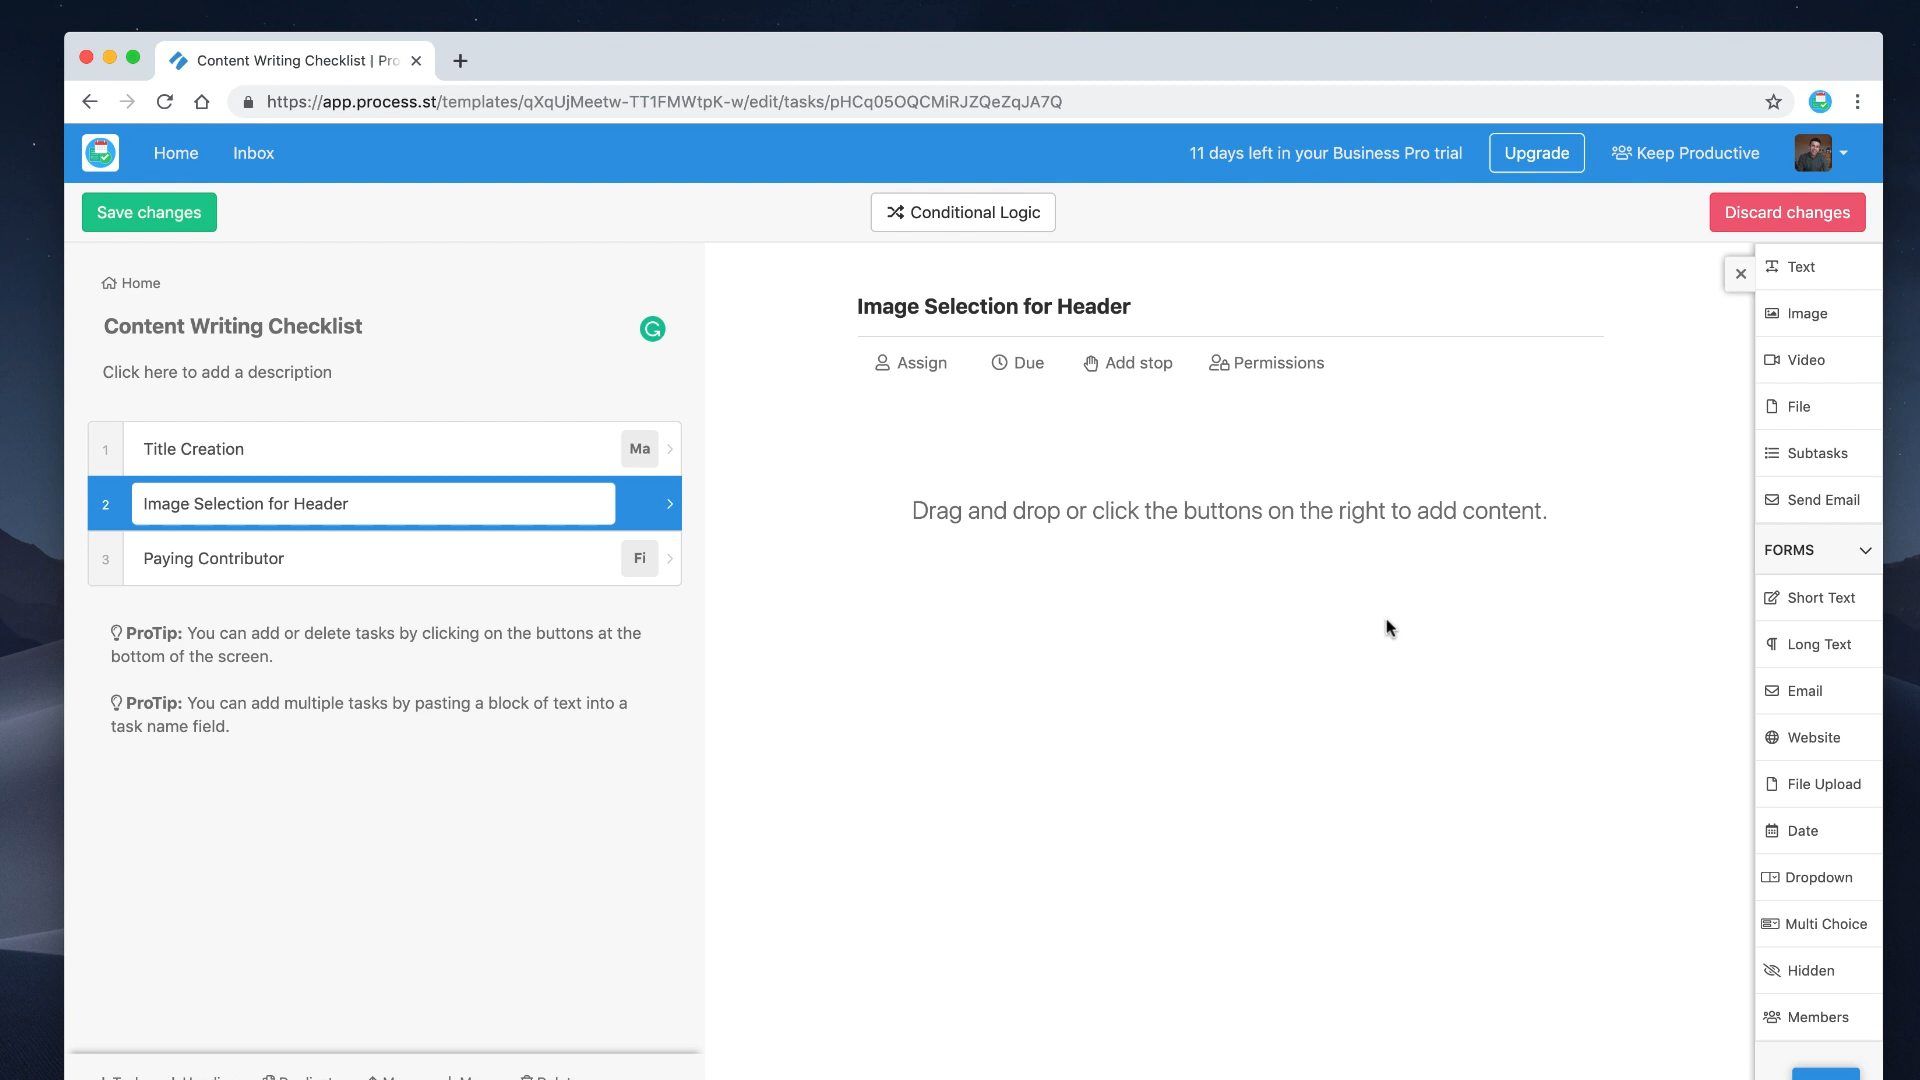 Content Writing Checklist | Pro
https://app.process.st/templates/qXqUjMeetw-TT1FMWtpK-w/edit/tasks/pHCq05OQCMiRJZQeZqJA7Q
Home Inbox 11 days left in your Business Pro trial Upgrade Keep Productive
Save changes Conditional Logic Discard changes
Home
Content Writing Checklist
Click here to add a description
1 Title Creation Ma
2 Image Selection for Header
3 Paying Contributor Fi
ProTip: You can add or delete tasks by clicking on the buttons at the
bottom of the screen.
ProTip: You can add multiple tasks by pasting a block of text into a
task name field.
Image Selection for Header
Assign Due Add stop Permissions
Drag and drop or click the buttons on the right to add content.
Text
Image
Video
File
Subtasks
Send Email
FORMS
Short Text
Long Text
Email
Website
File Upload
Date
Dropdown
Multi Choice
Hidden
Members